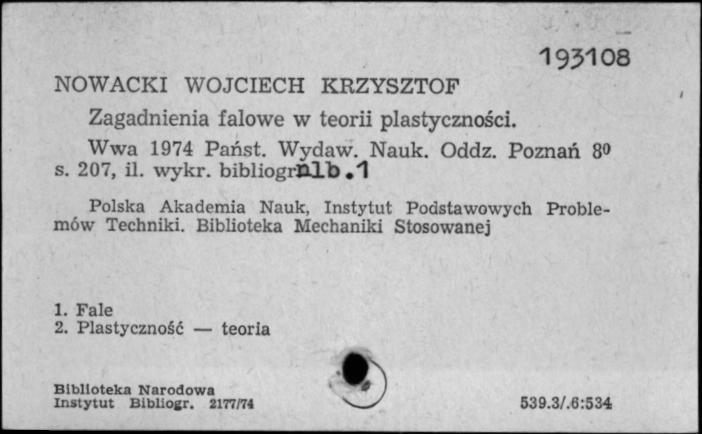 193108
NOWACKI WOJCIECH KRZYSZTOF
Zagadnienia falowe w teorii plastyczności.
Wwa 1974 Państ. Wydaw. Nauk. Oddz. Poznań 8⁰
s. 207, il. wykr. bibliogr nlb.1
Polska Akademia Nauk, Instytut Podstawowych Proble-
mów Techniki. Biblioteka Mechaniki Stosowanej
1. Fale
2. Plastyczność — teoria
Biblioteka Narodowa
Instytut Bibliogr. 2177/74
539.3/.6:534